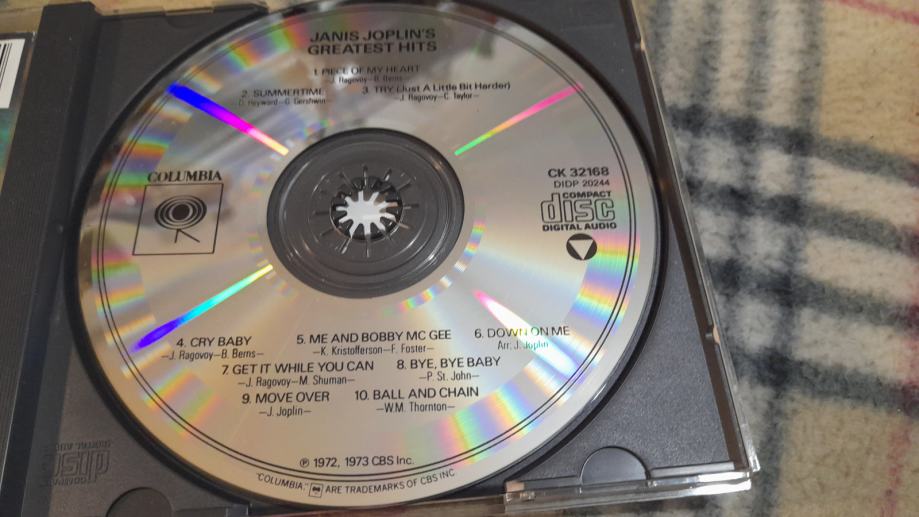 JANIS JOPLIN'S
GREATEST HITS
1. PIECE OF MY HEART
—J. Ragovoy—B. Berns—
2. SUMMERTIME
—D. Heyward—G. Gershwin—
3. TRY (Just A Little Bit Harder)
—J. Ragovoy—C. Taylor—
COLUMBIA
CK 32168
DIDP 20244
COMPACT
disc
DIGITAL AUDIO
4. CRY BABY
—J. Ragovoy—B. Berns—
5. ME AND BOBBY MC GEE
—K. Kristofferson—F. Foster—
6. DOWN ON ME
Arr. J. Joplin
7. GET IT WHILE YOU CAN
—J. Ragovoy—M. Shuman—
8. BYE, BYE BABY
—P. St. John—
9. MOVE OVER
—J. Joplin—
10. BALL AND CHAIN
—W.M. Thornton—
℗ 1972, 1973 CBS Inc.
"COLUMBIA," ARE TRADEMARKS OF CBS INC
COMPACT
disc
DIGITAL AUDIO